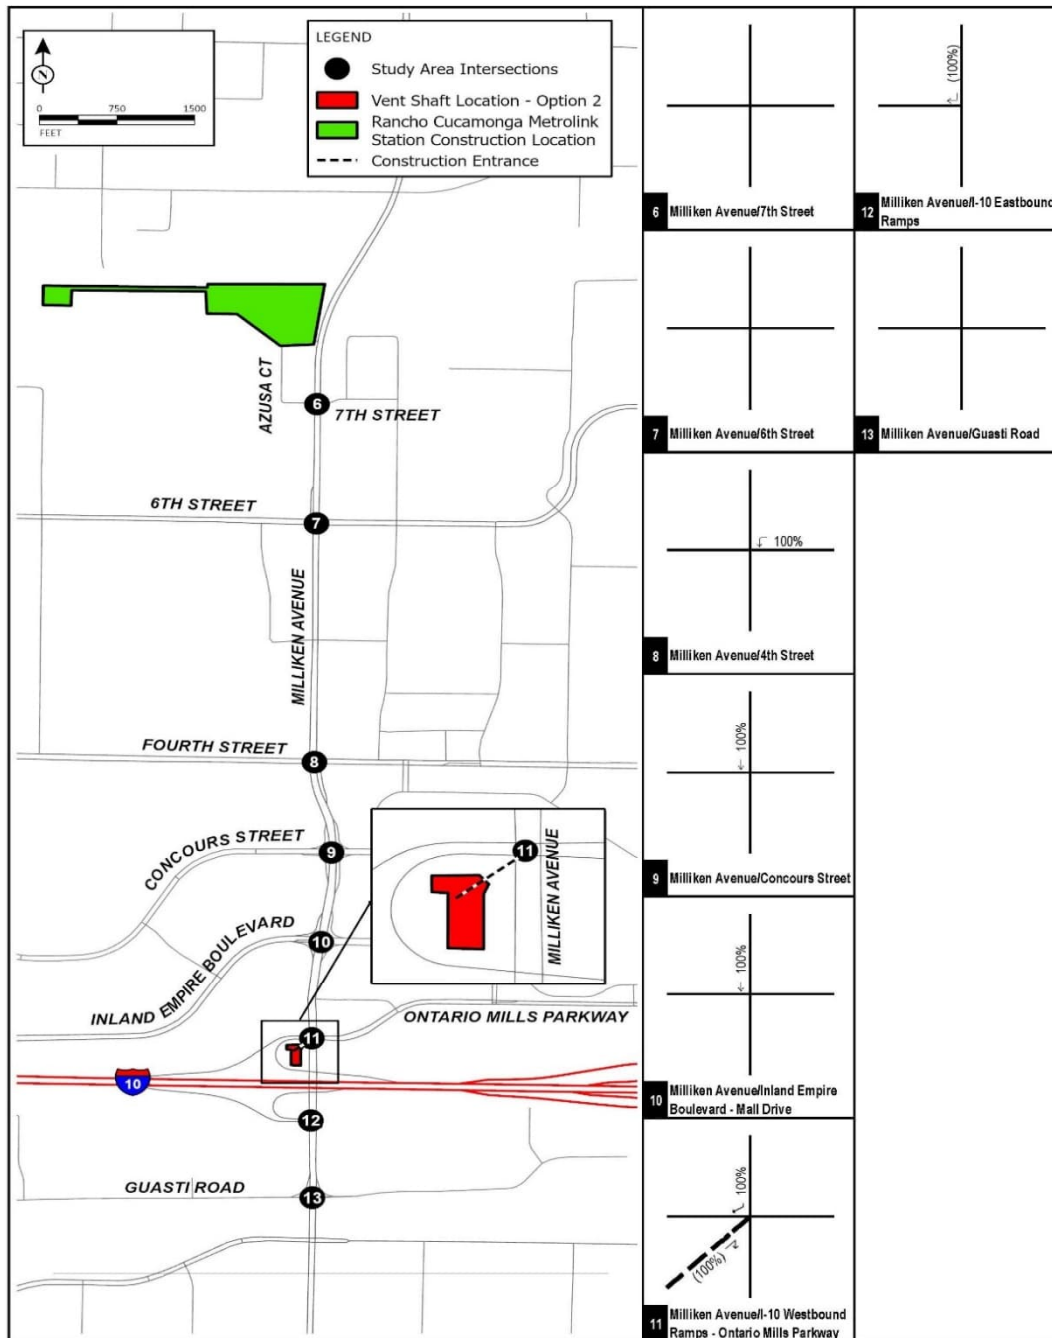 LEGEND
Study Area Intersections
Vent Shaft Location - Option 2
Rancho Cucamonga Metrolink
Station Construction Location
Construction Entrance
N
0 750 1500
FEET
AZUSA CT
6
7TH STREET
6TH STREET
7
MILLIKEN AVENUE
FOURTH STREET
8
CONCOURS STREET
9
11
MILLIKEN AVENUE
INLAND EMPIRE BOULEVARD
10
ONTARIO MILLS PARKWAY
11
10
12
GUASTI ROAD
13
6 Milliken Avenue/7th Street
(100%)
12 Milliken Avenue/I-10 Eastbound
Ramps
7 Milliken Avenue/6th Street
13 Milliken Avenue/Guasti Road
100%
8 Milliken Avenue/4th Street
100%
9 Milliken Avenue/Concours Street
100%
10 Milliken Avenue/Inland Empire
Boulevard - Mall Drive
100%
(100%)
11 Milliken Avenue/I-10 Westbound
Ramps - Ontario Mills Parkway